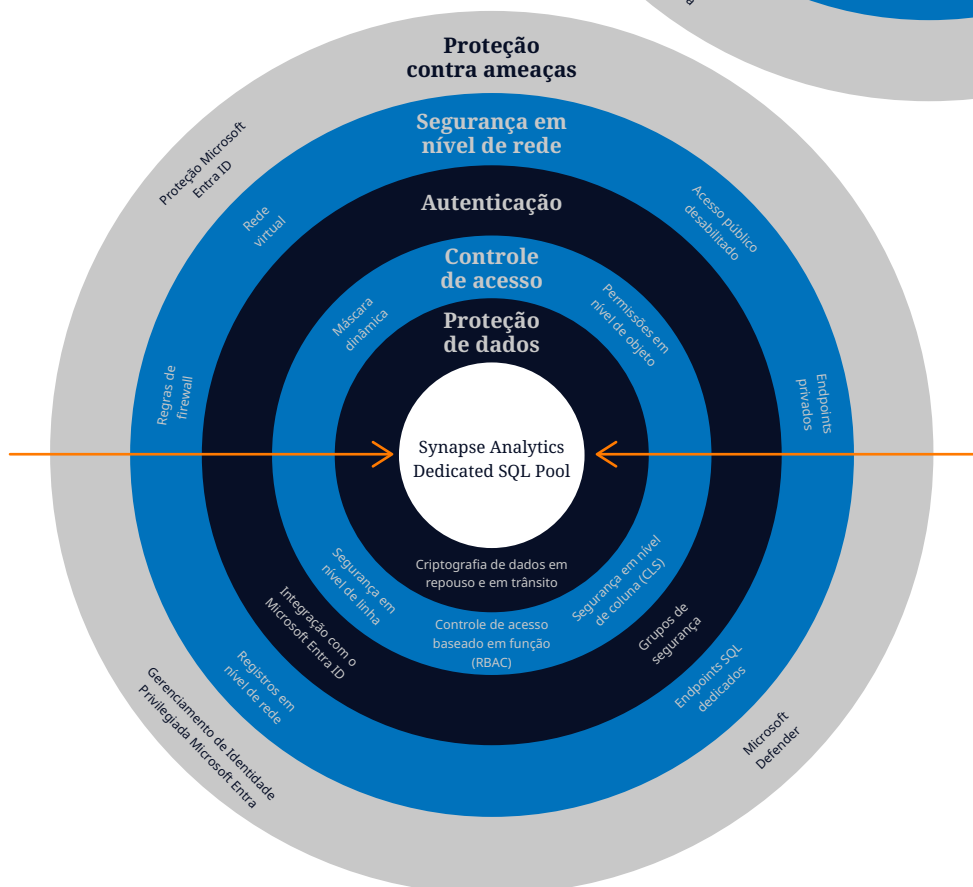 Proteção
contra ameaças
Segurança em
nível de rede
Proteção Microsoft
Entra ID
Autenticação
Acesso público
desabilitado
Rede
virtual
Controle
de acesso
Máscara
dinâmica
Permissões em
nível de objeto
Proteção
de dados
Regras de
firewall
Endpoints
privados
Synapse Analytics
Dedicated SQL Pool
Criptografia de dados em
repouso e em trânsito
Segurança em
nível de linha
Segurança em nível
de coluna (CLS)
Controle de acesso
baseado em função
(RBAC)
Integração com o
Microsoft Entra ID
Grupos de
segurança
Registros em
nível de rede
Endpoints SQL
dedicados
Gerenciamento de Identidade
Privilegiada Microsoft Entra
Microsoft
Defender